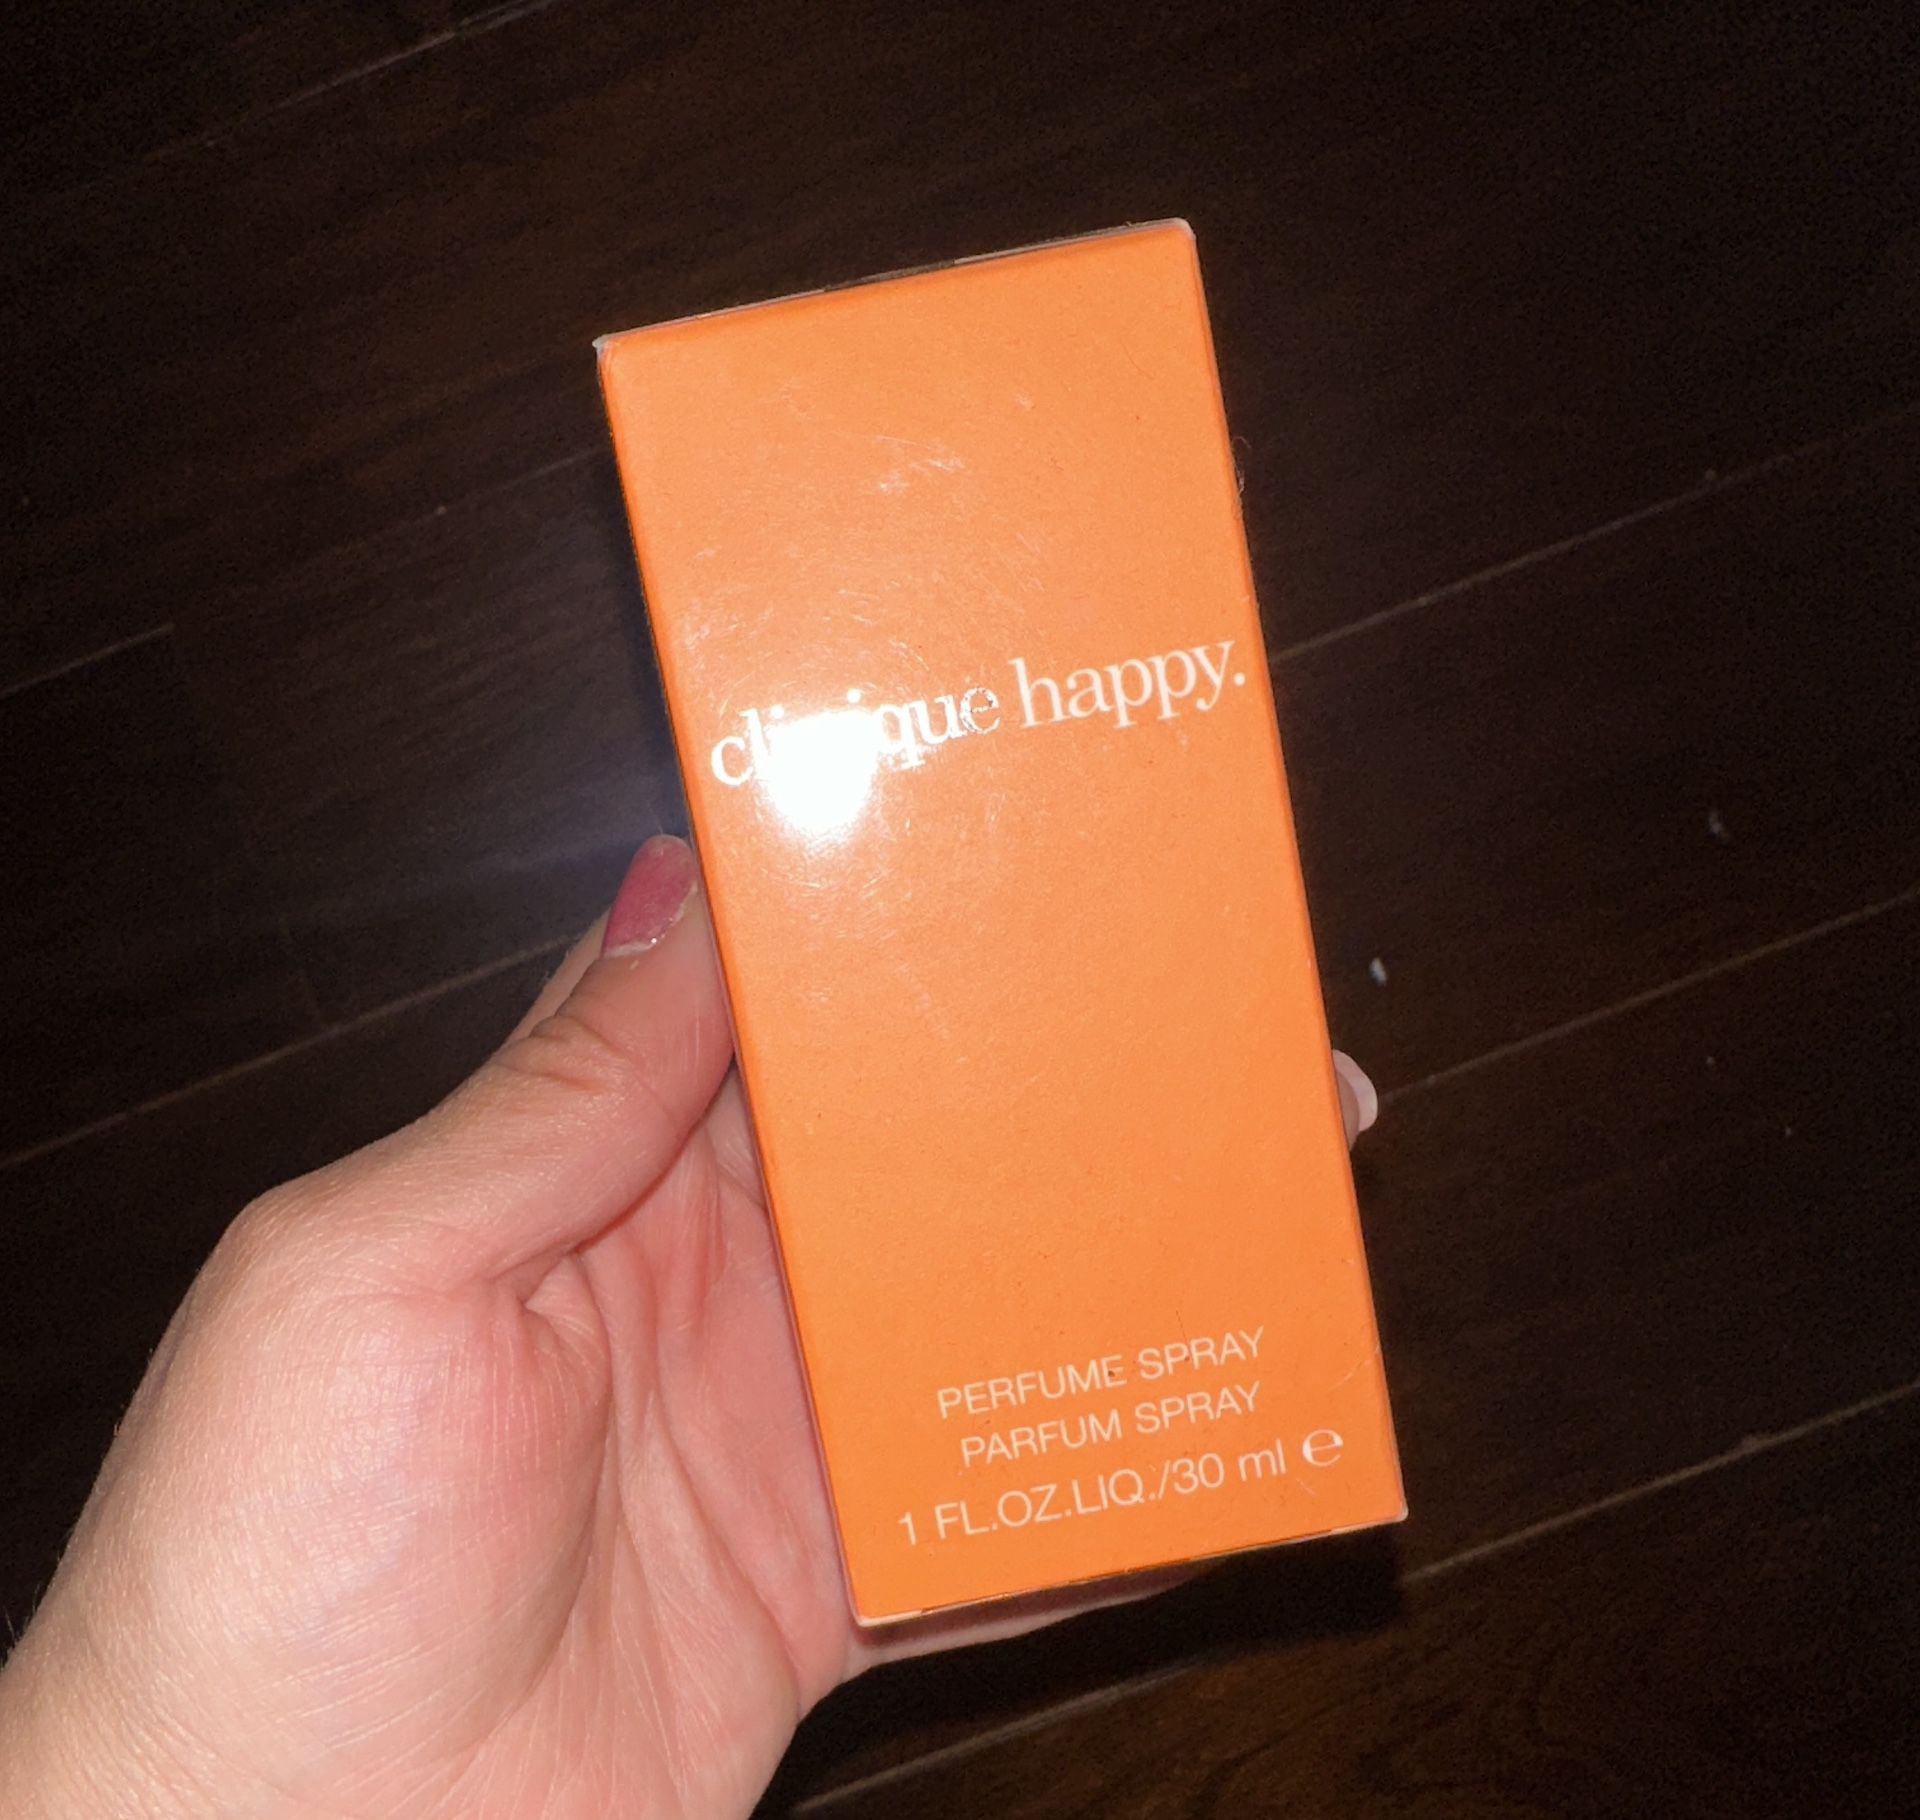 clinique happy.
PERFUME SPRAY
PARFUM SPRAY
1 FL.OZ.LIQ./30 ml ℮